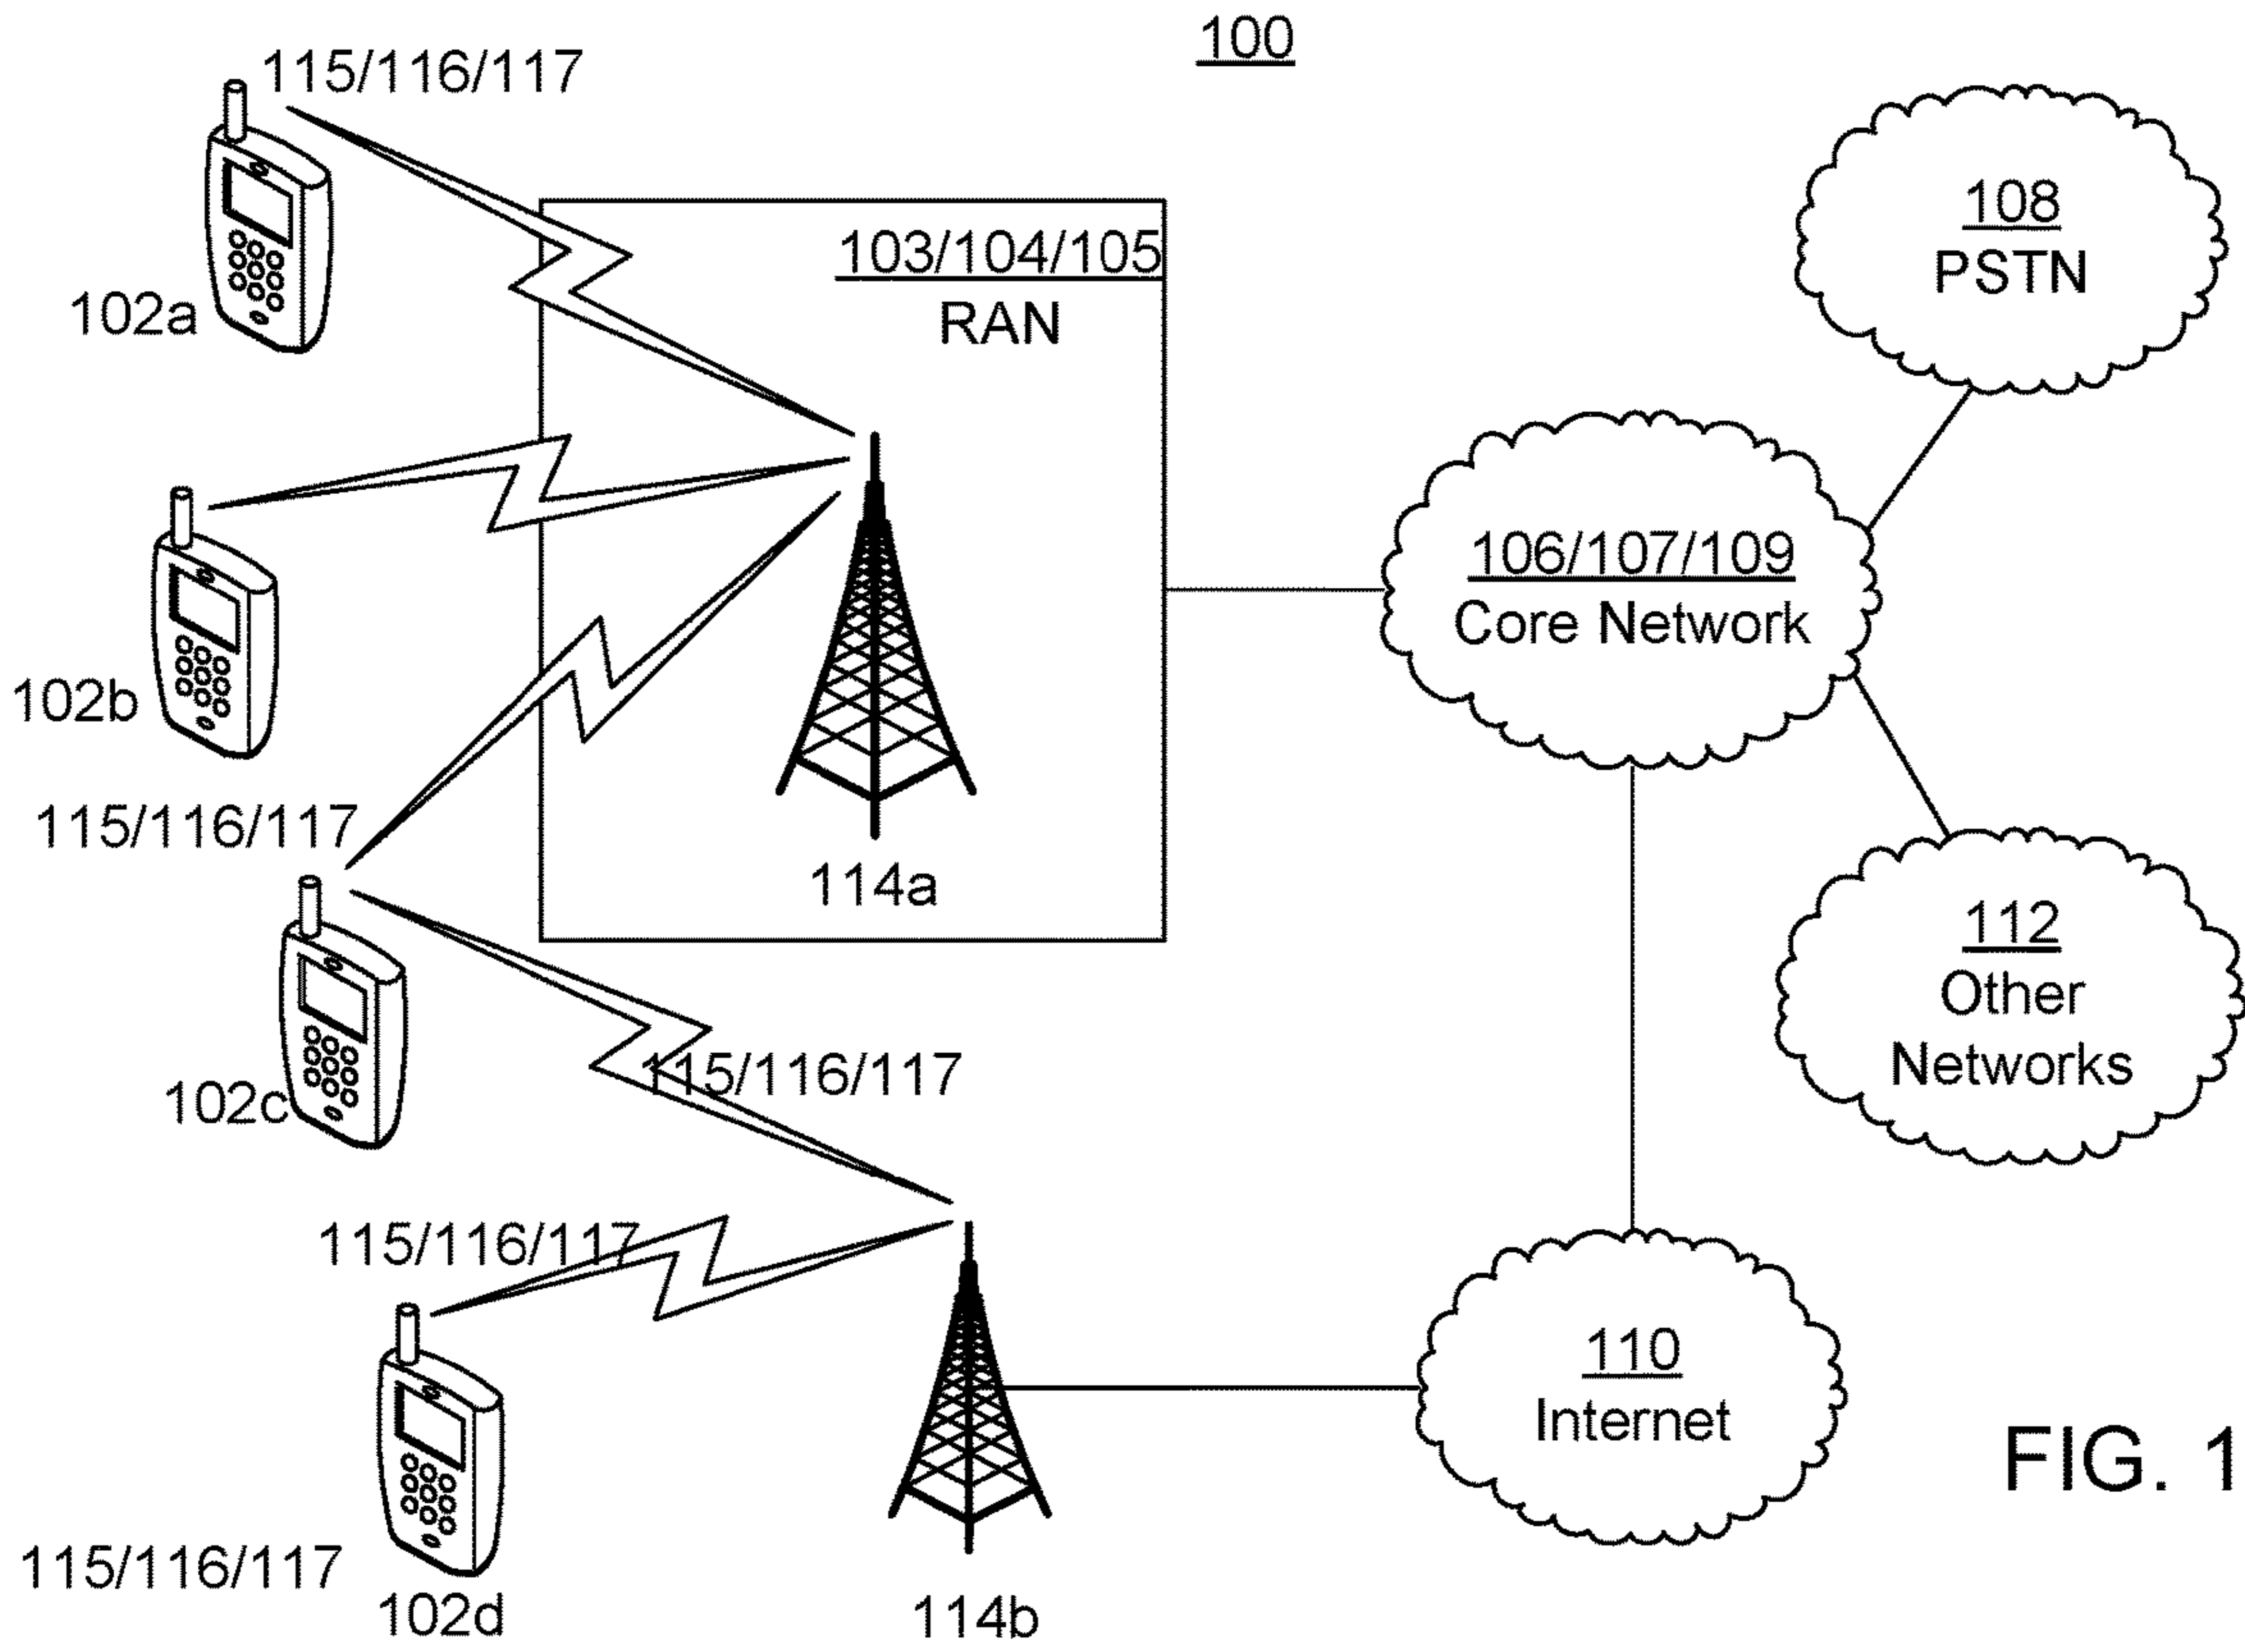 100
115/116/117
108
PSTN
103/104/105
RAN
102a
106/107/109
Core Network
102b
115/116/117
114a
112
Other
Networks
102c
115/116/117
115/116/117
110
Internet
FIG. 1
115/116/117
102d
114b